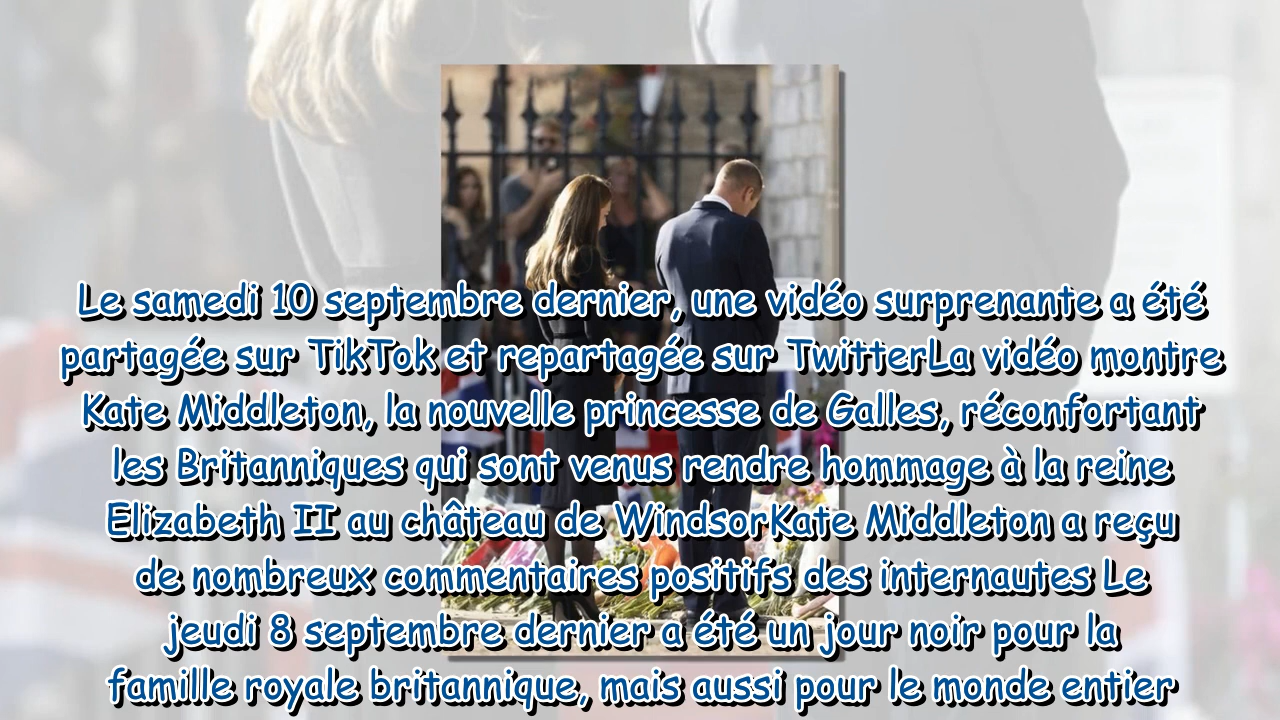 Le samedi 10 septembre dernier, une vidéo surprenante a été
partagée sur TikTok et repartagée sur TwitterLa vidéo montre
Kate Middleton, la nouvelle princesse de Galles, réconfortant
les Britanniques qui sont venus rendre hommage à la reine
Elizabeth II au château de WindsorKate Middleton a reçu
de nombreux commentaires positifs des internautes Le
jeudi 8 septembre dernier a été un jour noir pour la
famille royale britannique, mais aussi pour le monde entier